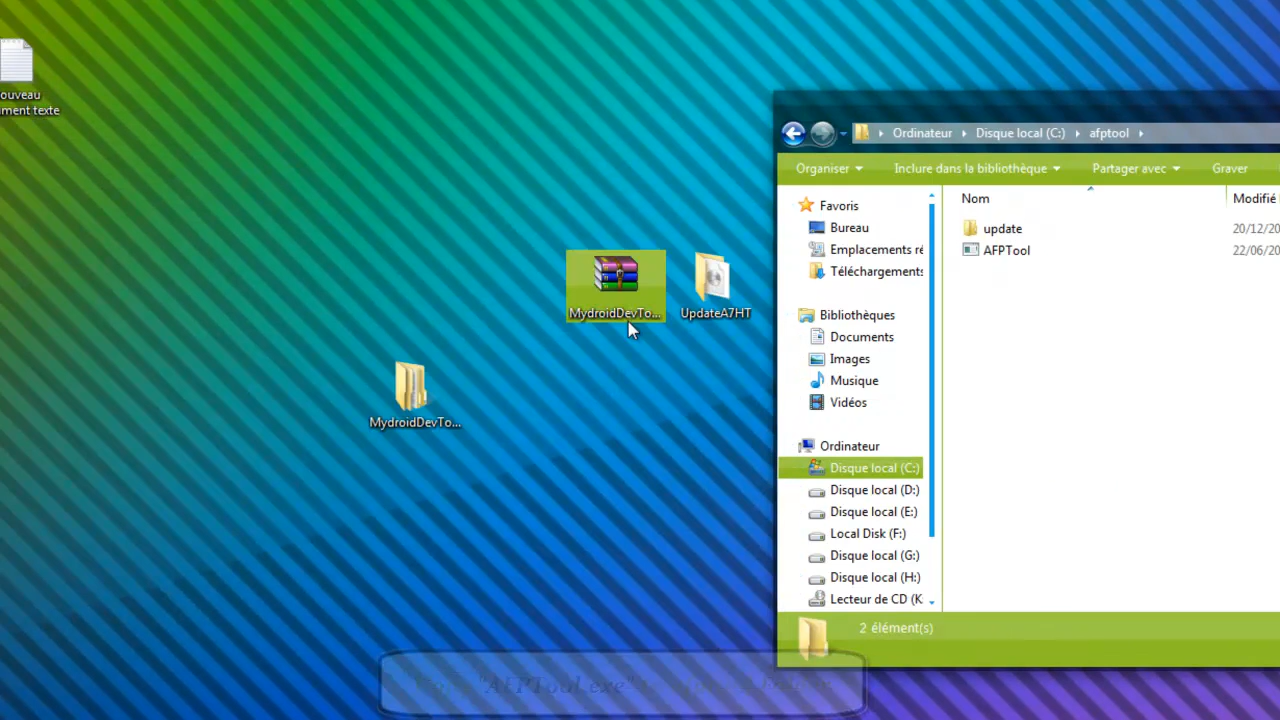 ouveau
ment texte
MydroidDevTo...
UpdateA7HT
MydroidDevTo...
Ordinateur
Disque local (C:)
afptool
Organiser
Inclure dans la bibliothèque
Partager avec
Graver
Favoris
Bureau
Emplacements ré
Téléchargements
Bibliothèques
Documents
Images
Musique
Vidéos
Ordinateur
Disque local (C:)
Disque local (D:)
Disque local (E:)
Local Disk (F:)
Disque local (G:)
Disque local (H:)
Lecteur de CD (K
Nom
Modifié
update
20/12/20
AFPTool
22/06/20
2 élément(s)
"AFPTool.exe"